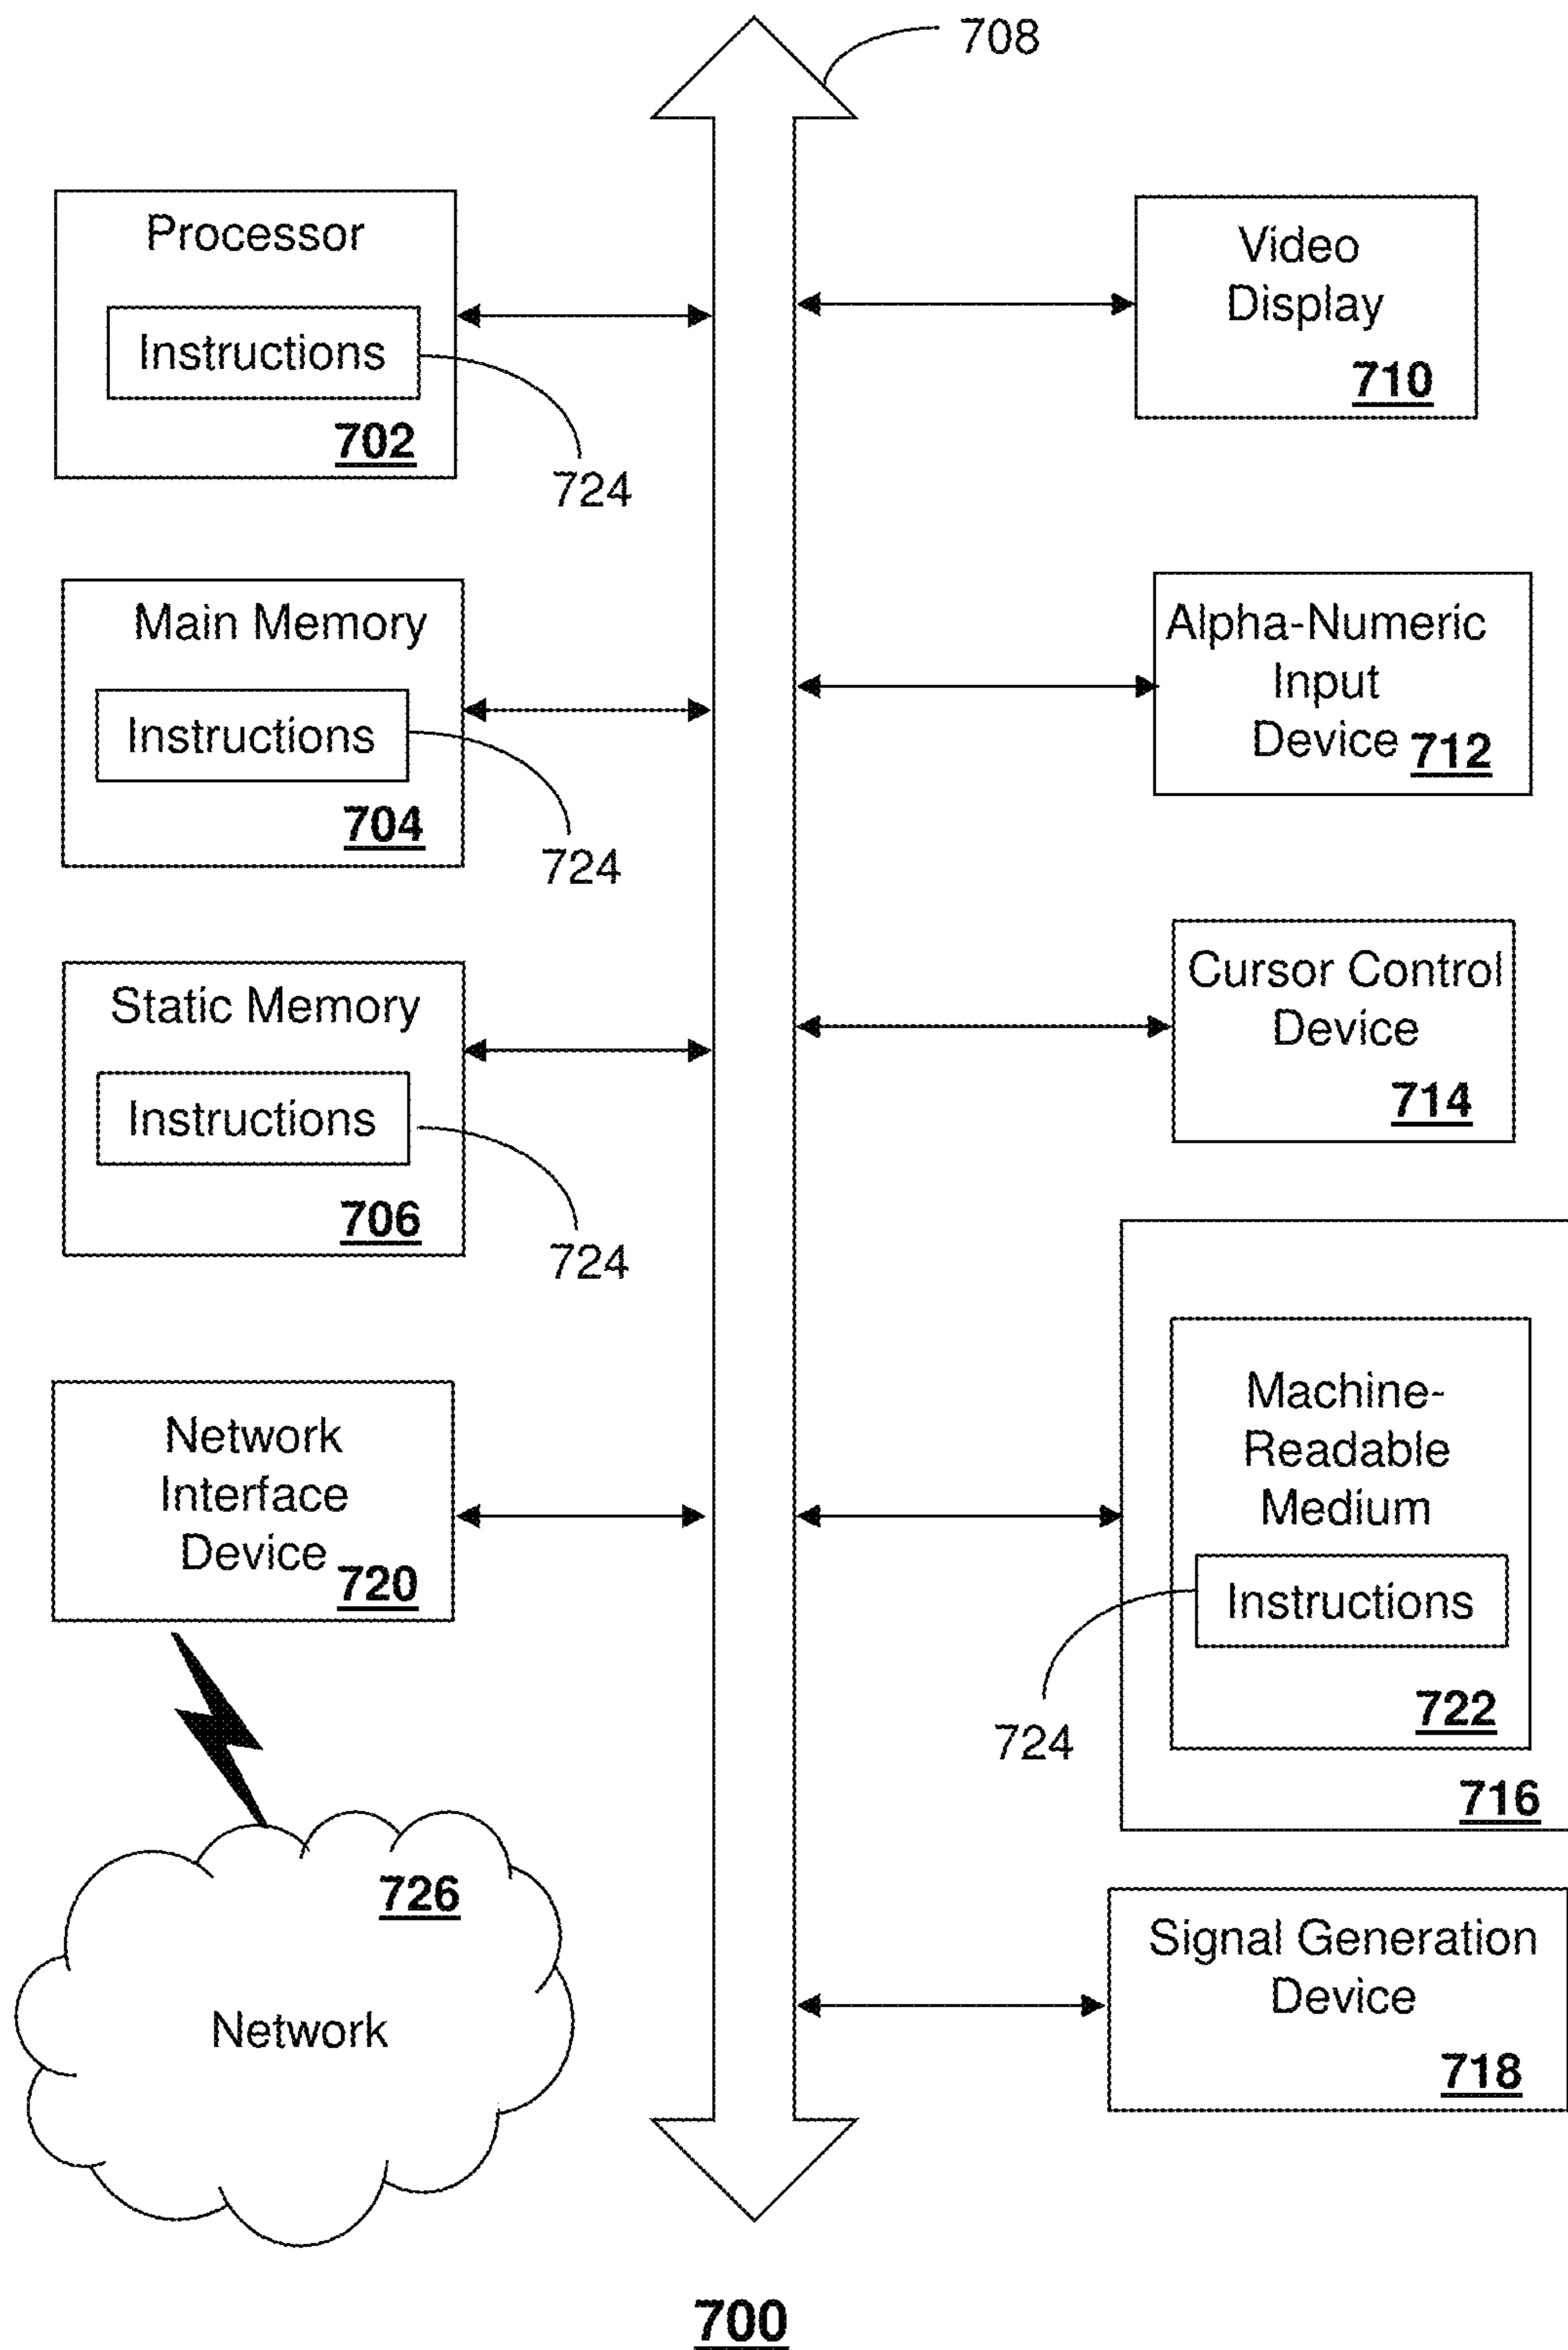 708
Processor
Instructions
702
724
Main Memory
Instructions
704
724
Static Memory
Instructions
706
724
Network
Interface
Device
720
726
Network
Video
Display
710
Alpha-Numeric
Input
Device
712
Cursor Control
Device
714
Machine-
Readable
Medium
Instructions
724
722
716
Signal Generation
Device
718
700